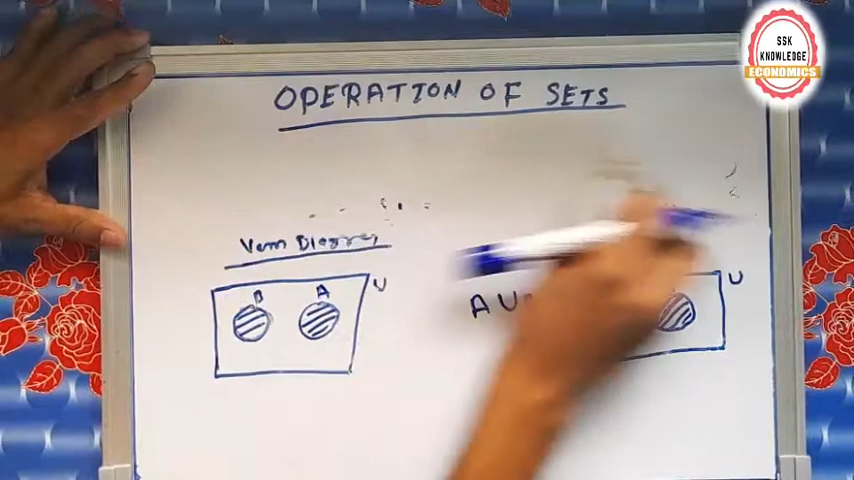 SSK
KNOWLEDGE
ECONOMICS
OPERATION OF SETS
Venn Diagram
B A U
A U
U